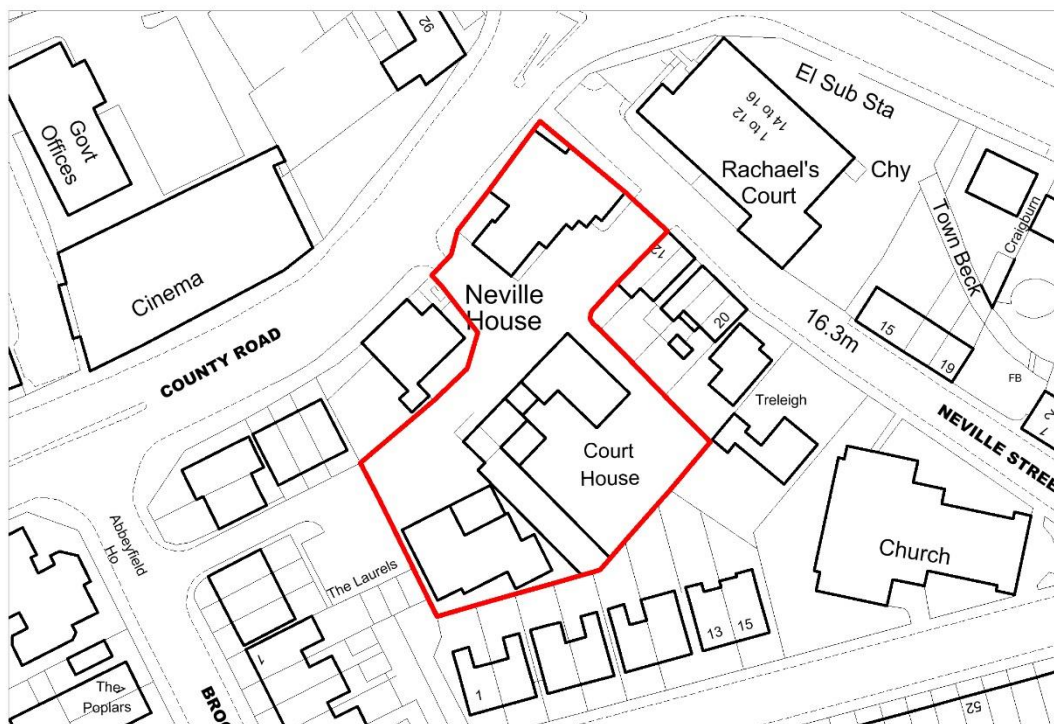 92
Govt
Offices
El Sub Sta
1 to 12
14 to 16
Rachael's
Court
Chy
Town Beck
Craigburn
Cinema
COUNTY ROAD
Neville
House
12
20
16.3m
15
19
FB
Treleigh
NEVILLE STREE
Court
House
Church
Abbeyfield
Ho
The Laurels
1
The
Poplars
BROO
1
13
15
52